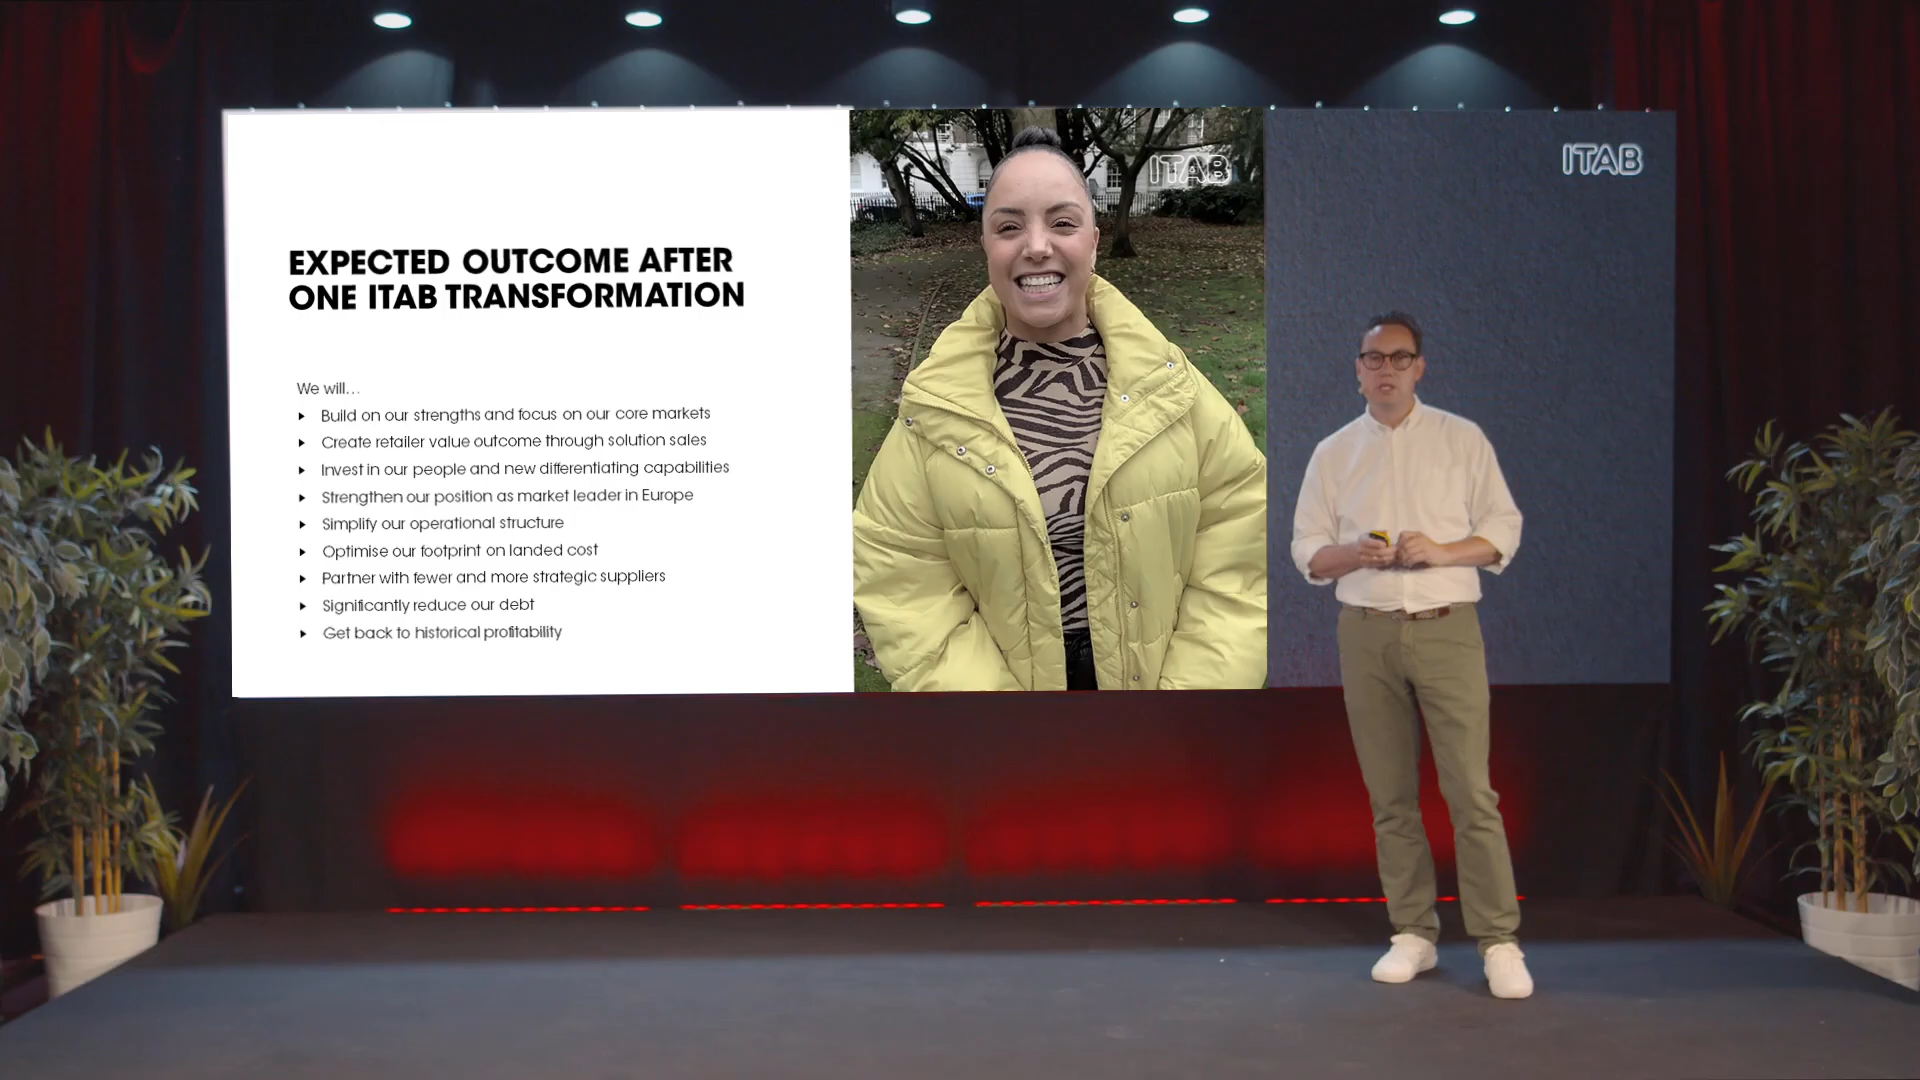 EXPECTED OUTCOME AFTER
ONE ITAB TRANSFORMATION
We will...
Build on our strengths and focus on our core markets
Create retailer value outcome through solution sales
Invest in our people and new differentiating capabilities
Strengthen our position as market leader in Europe
Simplify our operational structure
Optimise our footprint on landed cost
Partner with fewer and more strategic suppliers
Significantly reduce our debt
Get back to historical profitability
ITAB
ITAB